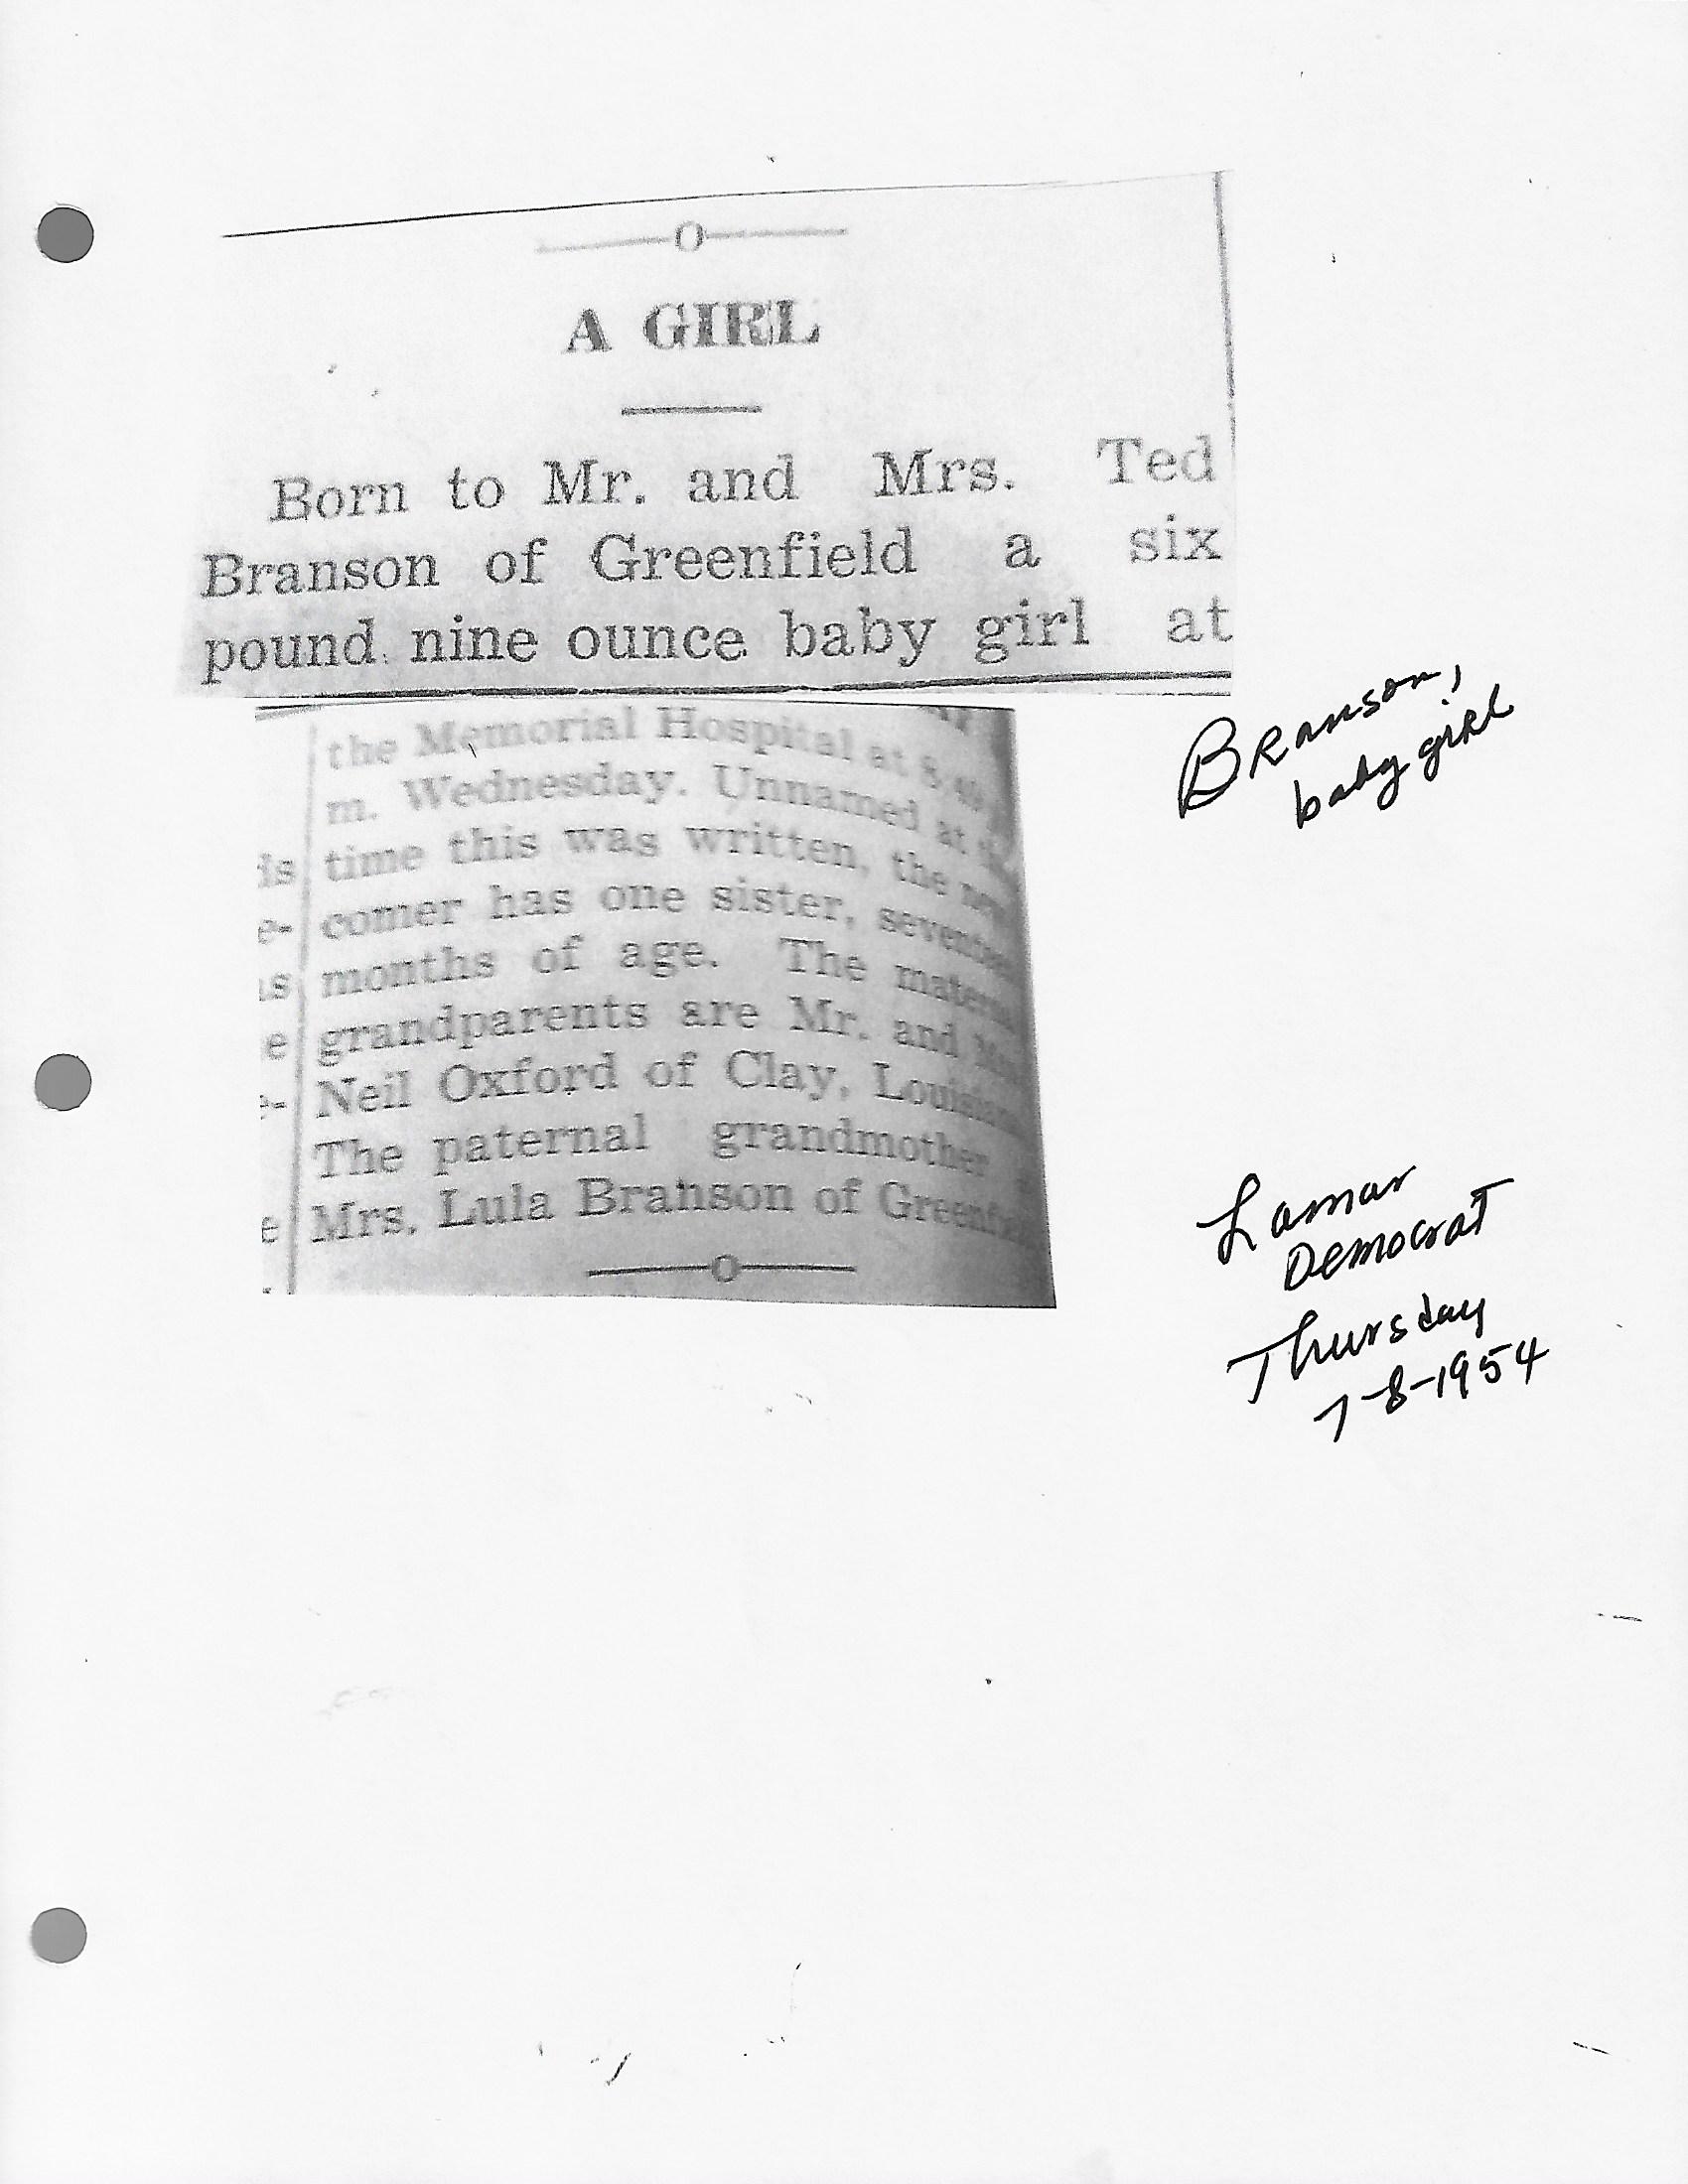 A GIRL
Born to Mr. and Mrs. Ted
Branson of Greenfield a six
pound nine ounce baby girl at
the Memorial Hospital at
m. Wednesday. Unnamed at
time this was written, the new
comer has one sister,
months of age. The
grandparents are Mr. and
Neil Oxford of Clay,
The paternal grandmother
Mrs. Lula Branson of
Branson,
baby girl
Lamar
Democrat
Thursday
7-8-1954